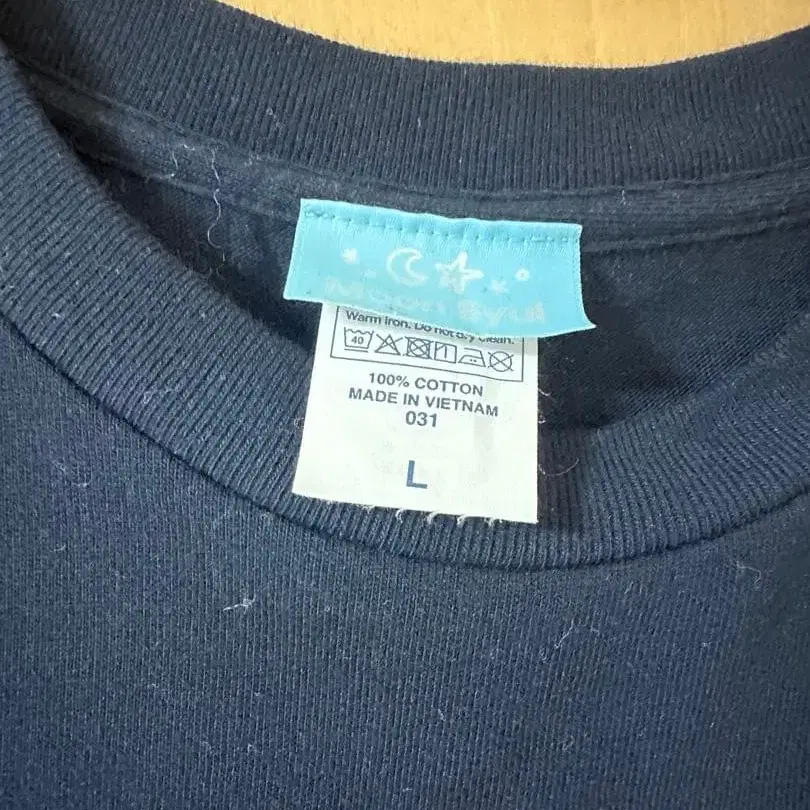 Moon Byul
Warm iron. Do not dry clean.
40
100% COTTON
MADE IN VIETNAM
031
L